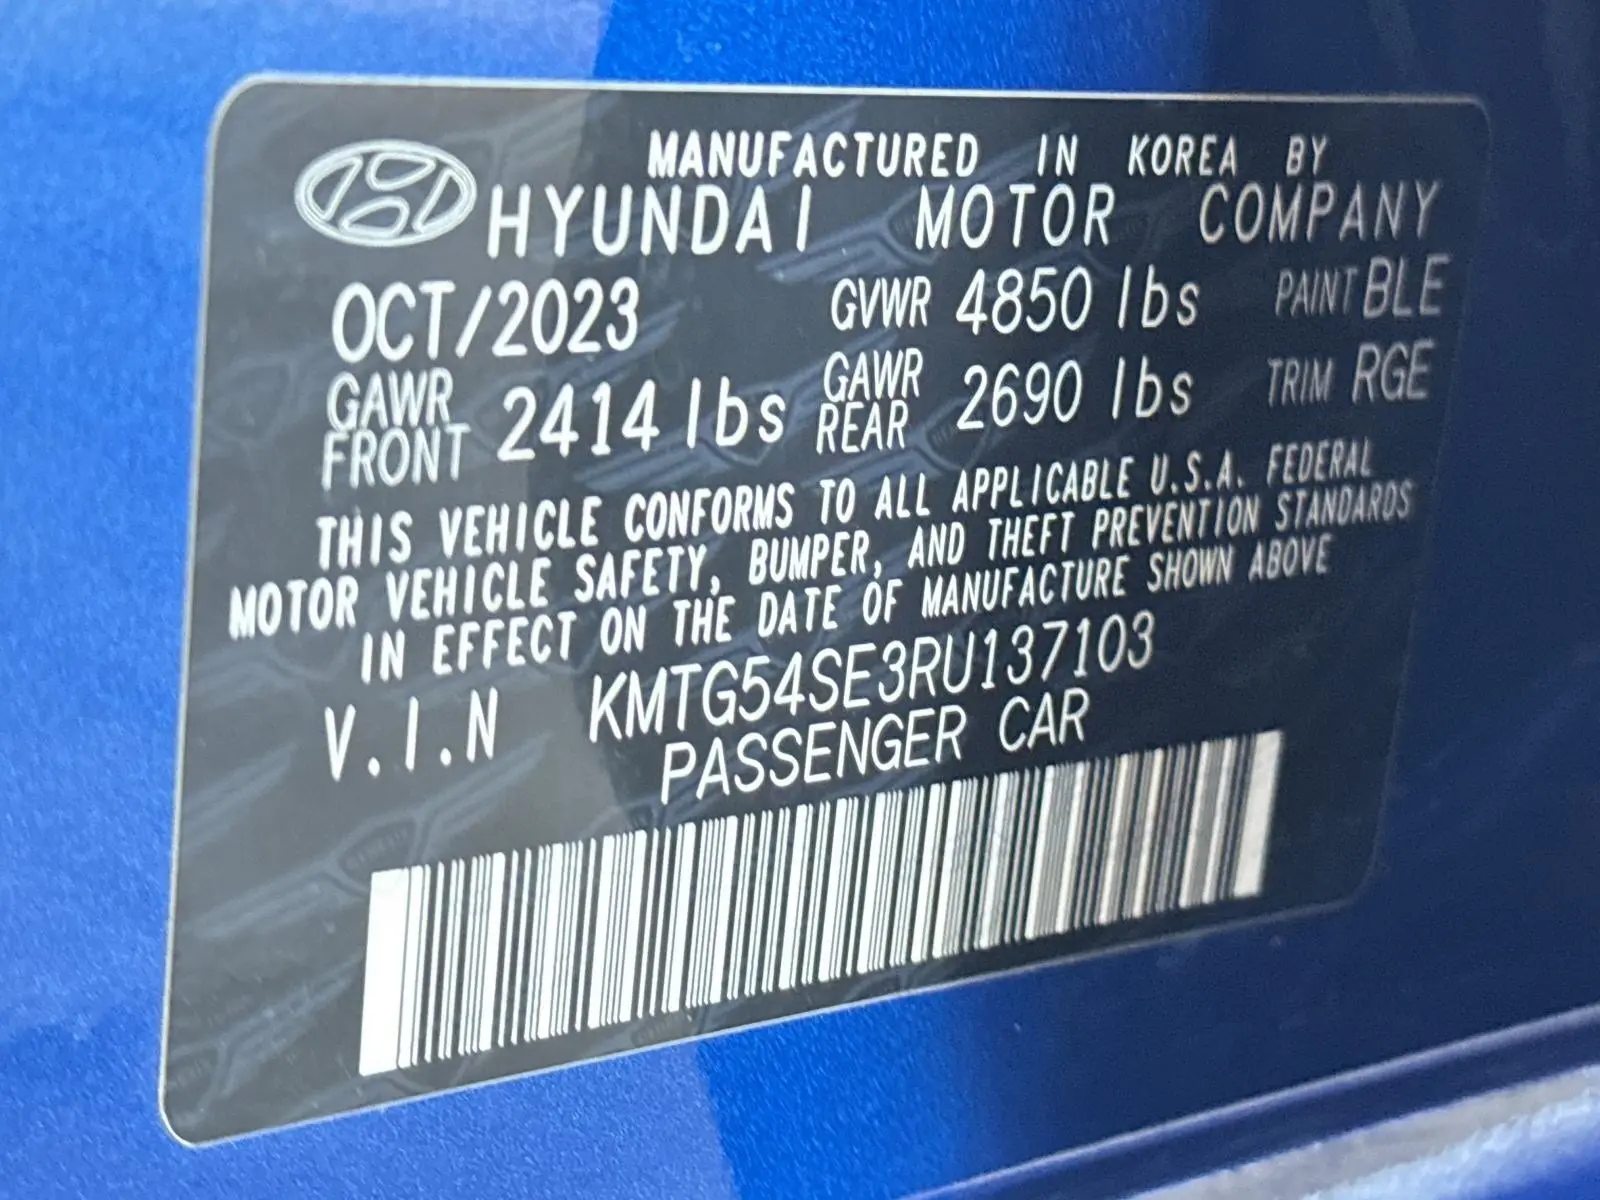 MANUFACTURED IN KOREA BY
HYUNDAI MOTOR COMPANY
OCT/2023 GVWR 4850 lbs PAINT BLE
GAWR FRONT 2414 lbs GAWR REAR 2690 lbs TRIM RGE
THIS VEHICLE CONFORMS TO ALL APPLICABLE U.S.A. FEDERAL
MOTOR VEHICLE SAFETY, BUMPER, AND THEFT PREVENTION STANDARDS
IN EFFECT ON THE DATE OF MANUFACTURE SHOWN ABOVE
V.I.N KMTG54SE3RU137103
PASSENGER CAR